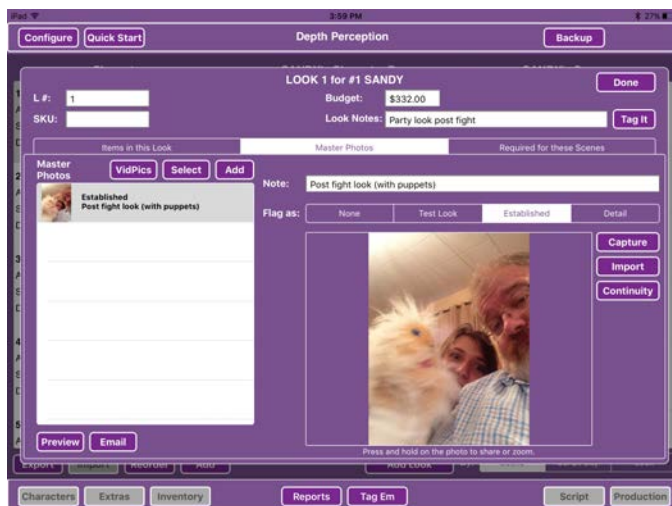 iPad 3:59 PM 27%
Configure Quick Start Depth Perception Backup
LOOK 1 for #1 SANDY Done
L #: 1 Budget: $332.00
SKU: Look Notes: Party look post fight Tag It
Items in this Look Master Photos Required for these Scenes
Master Photos VidPics Select Add
Note: Post fight look (with puppets)
Established
Post fight look (with puppets)
Flag as: None Test Look Established Detail
Capture
Import
Continuity
Preview Email
Press and hold on the photo to share or zoom.
Export Import Reorder Add Add Look
Characters Extras Inventory Reports Tag Em Script Production